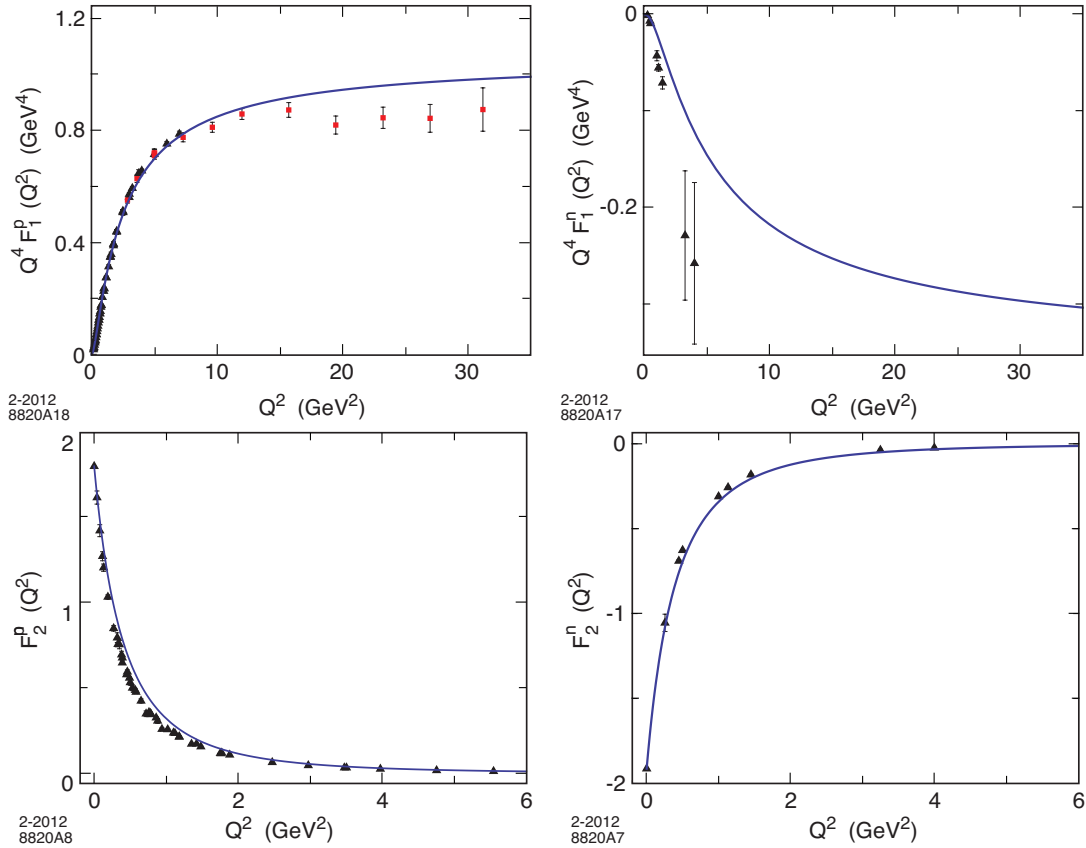 1.2
0.8
0.4
0
Q⁴ F₁ᵖ (Q²) (GeV⁴)
0 10 20 30
Q² (GeV²)
2-2012
8820A18
0
-0.2
Q⁴ F₁ⁿ (Q²) (GeV⁴)
0 10 20 30
Q² (GeV²)
2-2012
8820A17
2
1
0
F₂ᵖ (Q²)
0 2 4 6
Q² (GeV²)
2-2012
8820A8
0
-1
-2
F₂ⁿ (Q²)
0 2 4 6
Q² (GeV²)
2-2012
8820A7